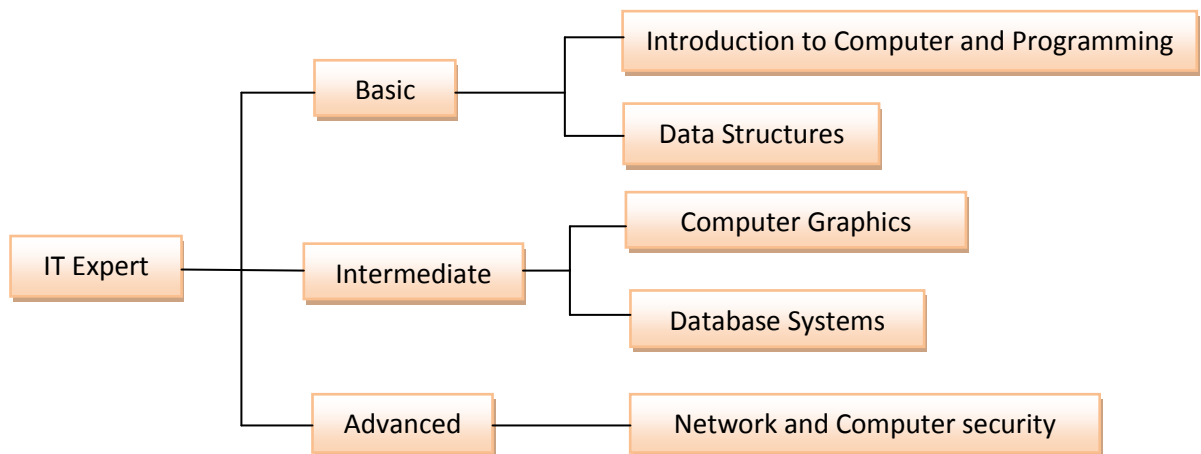 Introduction to Computer and Programming
Basic
Data Structures
Computer Graphics
IT Expert
Intermediate
Database Systems
Advanced
Network and Computer security